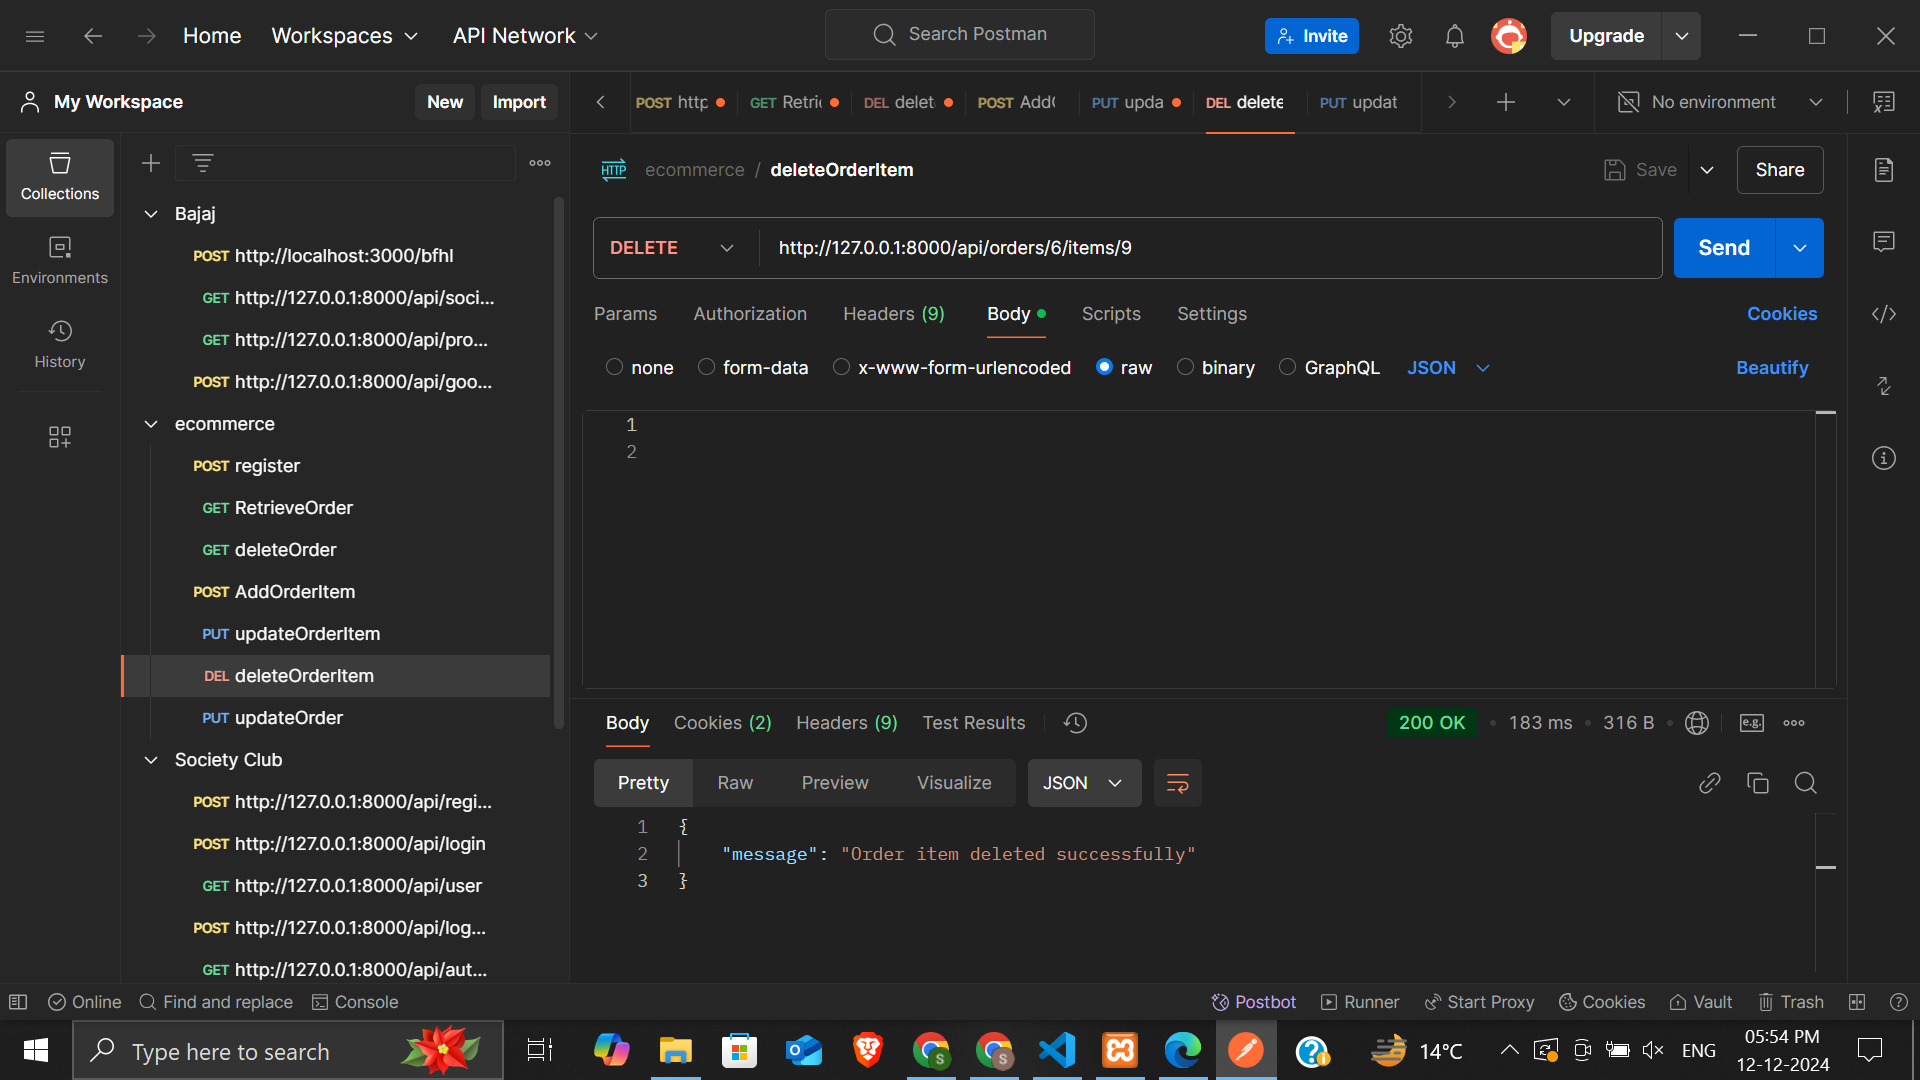 Home Workspaces API Network Search Postman Invite Upgrade
My Workspace New Import POST http GET Retri DEL delet POST Add PUT upda DEL delete PUT updat No environment
Collections
Environments
History
Bajaj
POST http://localhost:3000/bfhl
GET http://127.0.0.1:8000/api/soci...
GET http://127.0.0.1:8000/api/pro...
POST http://127.0.0.1:8000/api/goo...
ecommerce
POST register
GET RetrieveOrder
GET deleteOrder
POST AddOrderItem
PUT updateOrderItem
DEL deleteOrderItem
PUT updateOrder
Society Club
POST http://127.0.0.1:8000/api/regi...
POST http://127.0.0.1:8000/api/login
GET http://127.0.0.1:8000/api/user
POST http://127.0.0.1:8000/api/log...
GET http://127.0.0.1:8000/api/aut...
HTTP ecommerce / deleteOrderItem Save Share
DELETE http://127.0.0.1:8000/api/orders/6/items/9 Send
Params Authorization Headers (9) Body Scripts Settings Cookies
none form-data x-www-form-urlencoded raw binary GraphQL JSON Beautify
1
2
Body Cookies (2) Headers (9) Test Results 200 OK 183 ms 316 B e.g.
Pretty Raw Preview Visualize JSON
1 {
2 "message": "Order item deleted successfully"
3 }
Online Find and replace Console Postbot Runner Start Proxy Cookies Vault Trash
Type here to search 14°C ENG 05:54 PM
12-12-2024